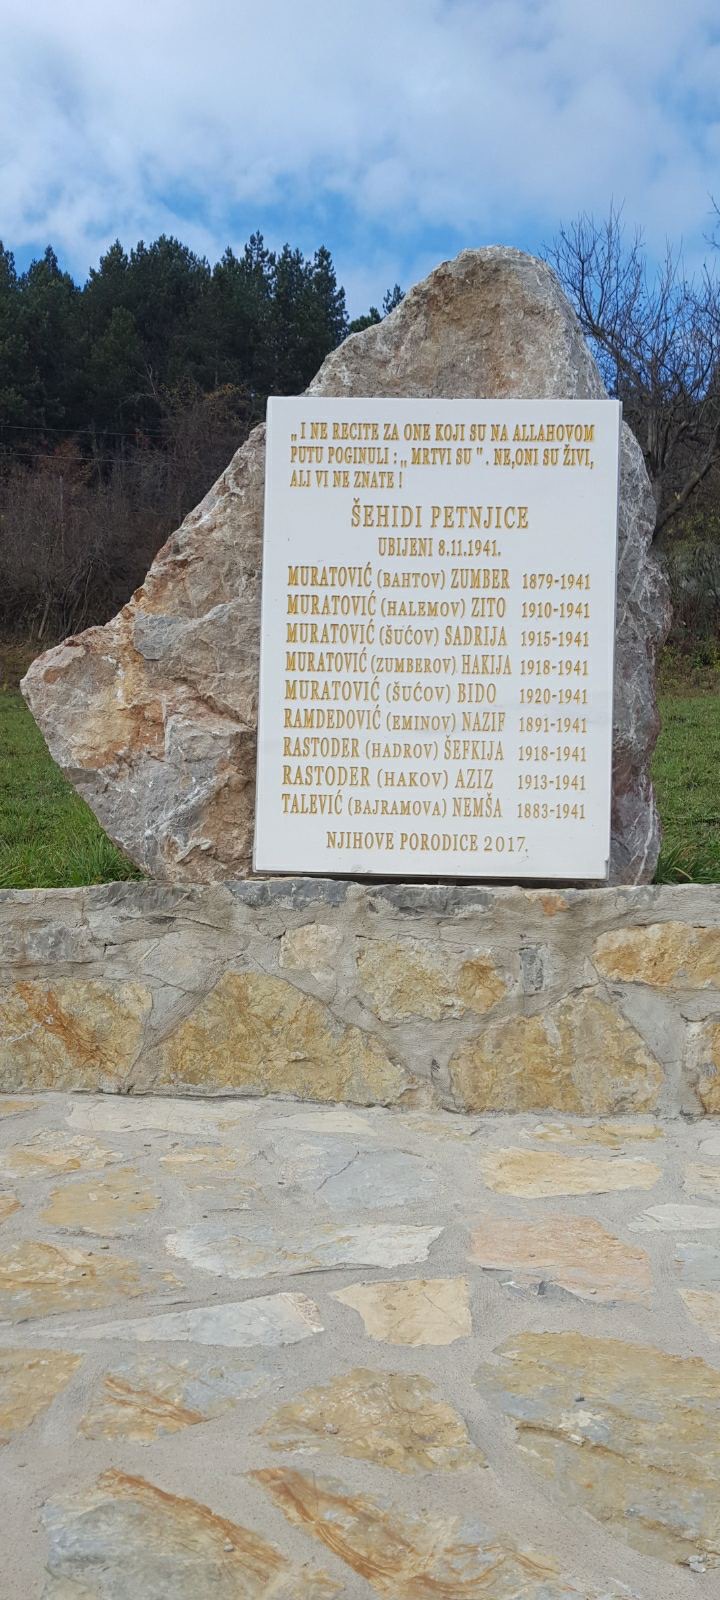 „ I NE RECITE ZA ONE KOJI SU NA ALLAHOVOM
PUTU POGINULI : „ MRTVI SU " . NE,ONI SU ŽIVI,
ALI VI NE ZNATE !
ŠEHIDI PETNJICE
UBIJENI 8.11.1941.
MURATOVIĆ (BAHTOV) ZUMBER 1879-1941
MURATOVIĆ (HALEMOV) ZITO 1910-1941
MURATOVIĆ (ŠUĆOV) SADRIJA 1915-1941
MURATOVIĆ (ZUMBEROV) HAKIJA 1918-1941
MURATOVIĆ (ŠUĆOV) BIDO 1920-1941
RAMDEDOVIĆ (EMINOV) NAZIF 1891-1941
RASTODER (HADROV) ŠEFKIJA 1918-1941
RASTODER (HAKOV) AZIZ 1913-1941
TALEVIĆ (BAJRAMOVA) NEMŠA 1883-1941
NJIHOVE PORODICE 2017.